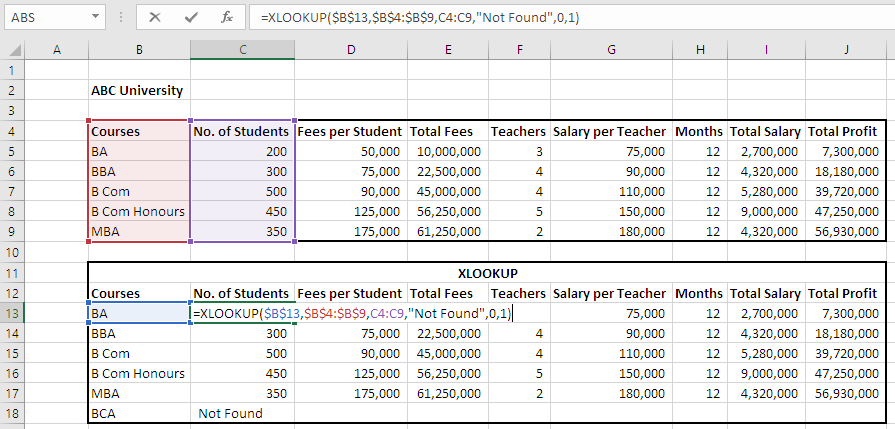 ABS =XLOOKUP($B$13,$B$4:$B$9,C4:C9,"Not Found",0,1)
A B C D E F G H I J
1
2 ABC University
3
4 Courses No. of Students Fees per Student Total Fees Teachers Salary per Teacher Months Total Salary Total Profit
5 BA 200 50,000 10,000,000 3 75,000 12 2,700,000 7,300,000
6 BBA 300 75,000 22,500,000 4 90,000 12 4,320,000 18,180,000
7 B Com 500 90,000 45,000,000 4 110,000 12 5,280,000 39,720,000
8 B Com Honours 450 125,000 56,250,000 5 150,000 12 9,000,000 47,250,000
9 MBA 350 175,000 61,250,000 2 180,000 12 4,320,000 56,930,000
10
11 XLOOKUP
12 Courses No. of Students Fees per Student Total Fees Teachers Salary per Teacher Months Total Salary Total Profit
13 BA =XLOOKUP($B$13,$B$4:$B$9,C4:C9,"Not Found",0,1) 75,000 12 2,700,000 7,300,000
14 BBA 300 75,000 22,500,000 4 90,000 12 4,320,000 18,180,000
15 B Com 500 90,000 45,000,000 4 110,000 12 5,280,000 39,720,000
16 B Com Honours 450 125,000 56,250,000 5 150,000 12 9,000,000 47,250,000
17 MBA 350 175,000 61,250,000 2 180,000 12 4,320,000 56,930,000
18 BCA Not Found